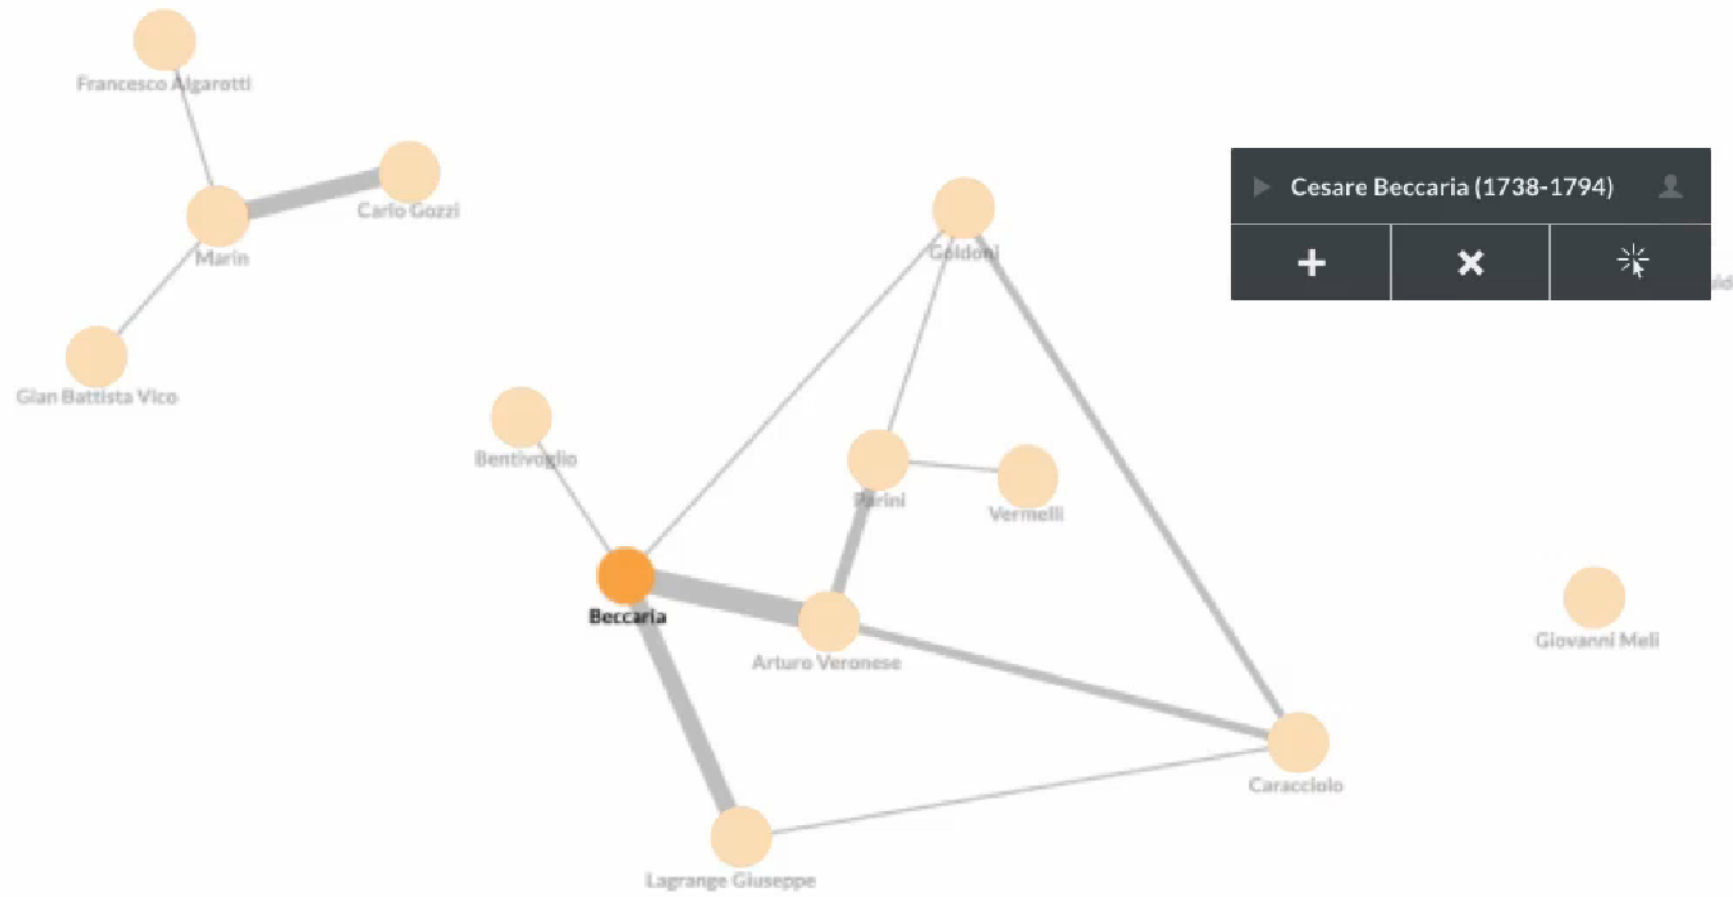 Francesco Algarotti
Carlo Gozzi
Marin
Gian Battista Vico
Cesare Beccaria (1738-1794)
Goldoni
Bentivoglio
Parini
Vermelli
Beccaria
Arturo Veronese
Giovanni Meli
Caracciolo
Lagrange Giuseppe